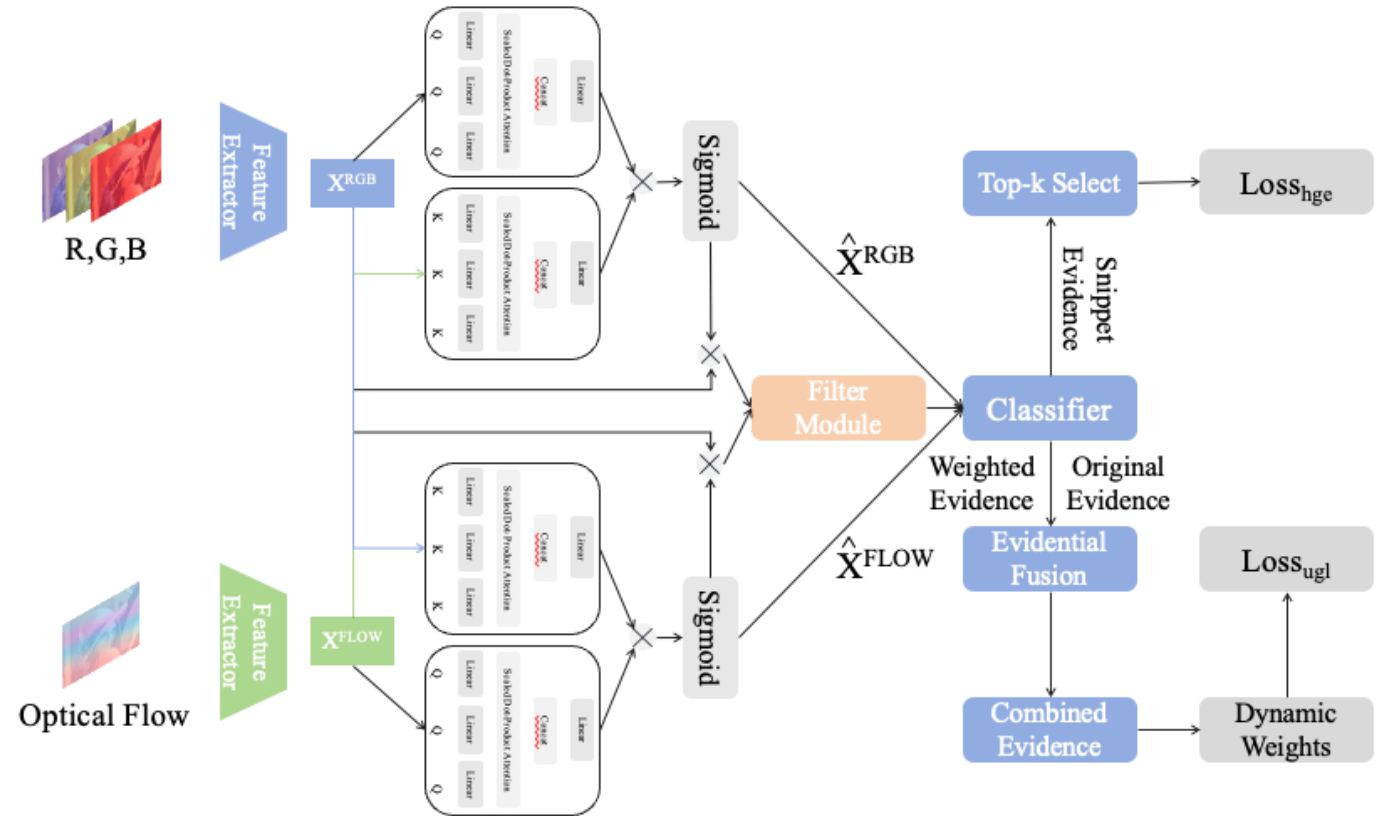 R,G,B
Feature
Extractor
X^RGB
Q
Q
Q
Linear
Linear
Linear
Scaled Dot-Product Attention
Concat
Linear
K
K
K
Linear
Linear
Linear
Scaled Dot-Product Attention
Concat
Linear
Sigmoid
X̂^RGB
Top-k Select
Loss_hge
Snippet
Evidence
Filter
Module
Classifier
Weighted
Evidence
Original
Evidence
Optical Flow
Feature
Extractor
X^FLOW
K
K
K
Linear
Linear
Linear
Scaled Dot-Product Attention
Concat
Linear
Q
Q
Q
Linear
Linear
Linear
Scaled Dot-Product Attention
Concat
Linear
Sigmoid
X̂^FLOW
Evidential
Fusion
Loss_ugl
Combined
Evidence
Dynamic
Weights